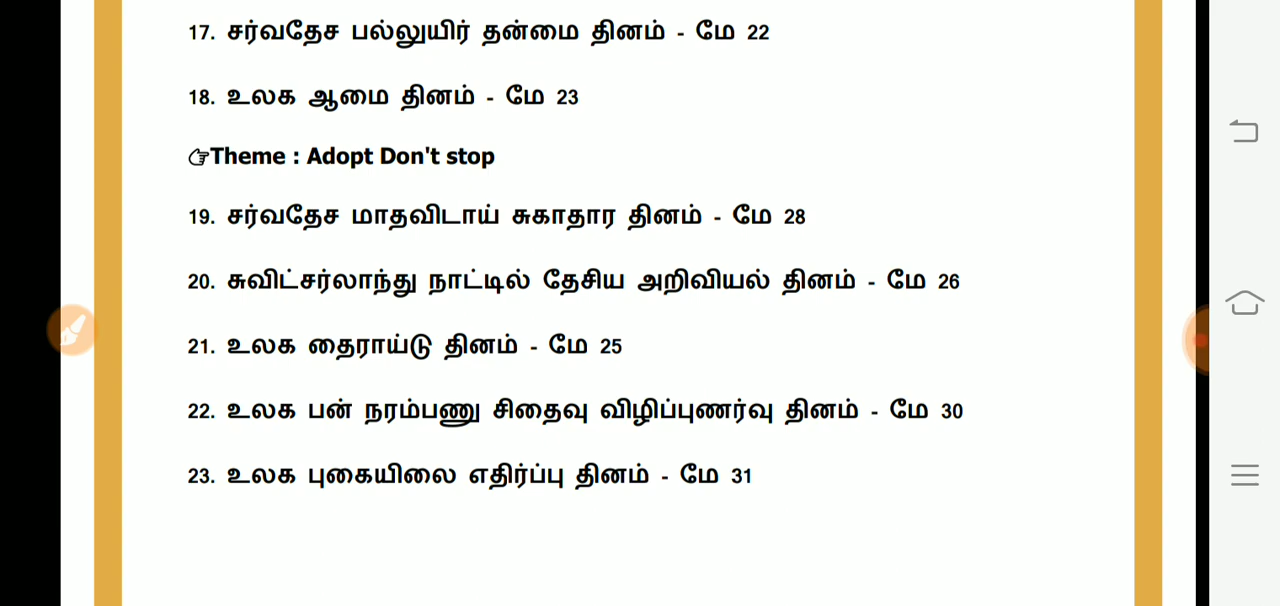 17. சர்வதேச பல்லுயிர் தன்மை தினம் - மே 22
18. உலக ஆமை தினம் - மே 23
👉Theme : Adopt Don't stop
19. சர்வதேச மாதவிடாய் சுகாதார தினம் - மே 28
20. சுவிட்சர்லாந்து நாட்டில் தேசிய அறிவியல் தினம் - மே 26
21. உலக தைராய்டு தினம் - மே 25
22. உலக பன் நரம்பணு சிதைவு விழிப்புணர்வு தினம் - மே 30
23. உலக புகையிலை எதிர்ப்பு தினம் - மே 31